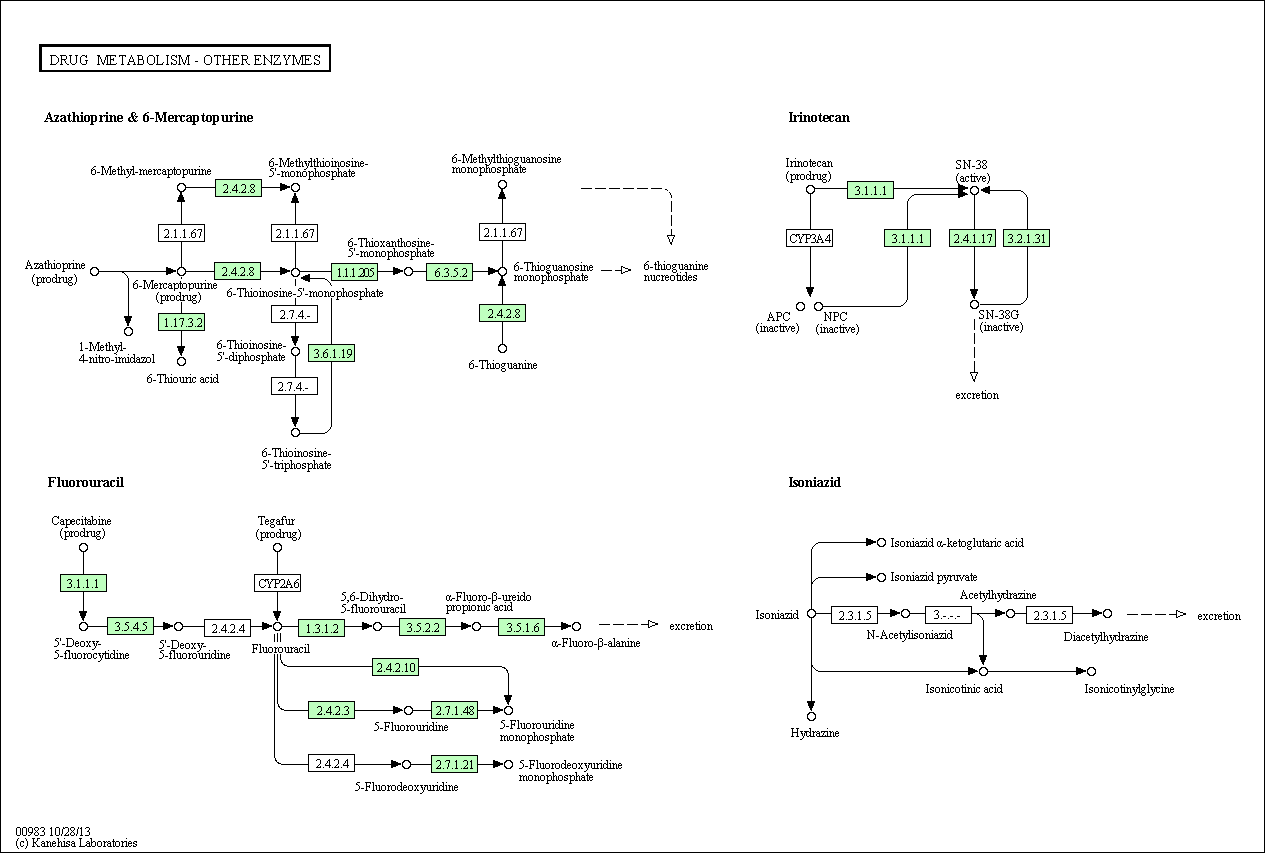 DRUG METABOLISM - OTHER ENZYMES
Azathioprine & 6-Mercaptopurine
6-Methyl-mercaptopurine
6-Methylthioinosine-
5'-monophosphate
6-Methylthioguanosine
monophosphate
2.4.2.8
2.1.1.67
2.1.1.67
2.1.1.67
6-Thioxanthosine-
5'-monophosphate
Azathioprine
(prodrug)
2.4.2.8
1.1.1.205
6.3.5.2
6-Thioguanosine
monophosphate
6-thioguanine
nucreotides
6-Mercaptopurine
(prodrug)
6-Thioinosine-5'-monophosphate
1.17.3.2
2.7.4.-
2.4.2.8
1-Methyl-
4-nitro-imidazol
6-Thioinosine-
5'-diphosphate
3.6.1.19
6-Thioguanine
6-Thiouric acid
2.7.4.-
6-Thioinosine-
5'-triphosphate
Irinotecan
Irinotecan
(prodrug)
SN-38
(active)
3.1.1.1
CYP3A4
3.1.1.1
2.4.1.17
3.2.1.31
APC
(inactive)
NPC
(inactive)
SN-38G
(inactive)
excretion
Fluorouracil
Capecitabine
(prodrug)
Tegafur
(prodrug)
3.1.1.1
CYP2A6
5,6-Dihydro-
5-fluorouracil
α-Fluoro-β-ureido
propionic acid
3.5.4.5
2.4.2.4
1.3.1.2
3.5.2.2
3.5.1.6
excretion
5'-Deoxy-
5-fluorocytidine
5'-Deoxy-
5-fluorouridine
Fluorouracil
α-Fluoro-β-alanine
2.4.2.10
2.4.2.3
2.7.1.48
5-Fluorouridine
5-Fluorouridine
monophosphate
2.4.2.4
2.7.1.21
5-Fluorodeoxyuridine
5-Fluorodeoxyuridine
monophosphate
Isoniazid
Isoniazid α-ketoglutaric acid
Isoniazid pyruvate
Acetylhydrazine
Isoniazid
2.3.1.5
3.-.-.-
2.3.1.5
excretion
N-Acetylisoniazid
Diacetylhydrazine
Isonicotinic acid
Isonicotinylglycine
Hydrazine
00983 10/28/13
(c) Kanehisa Laboratories